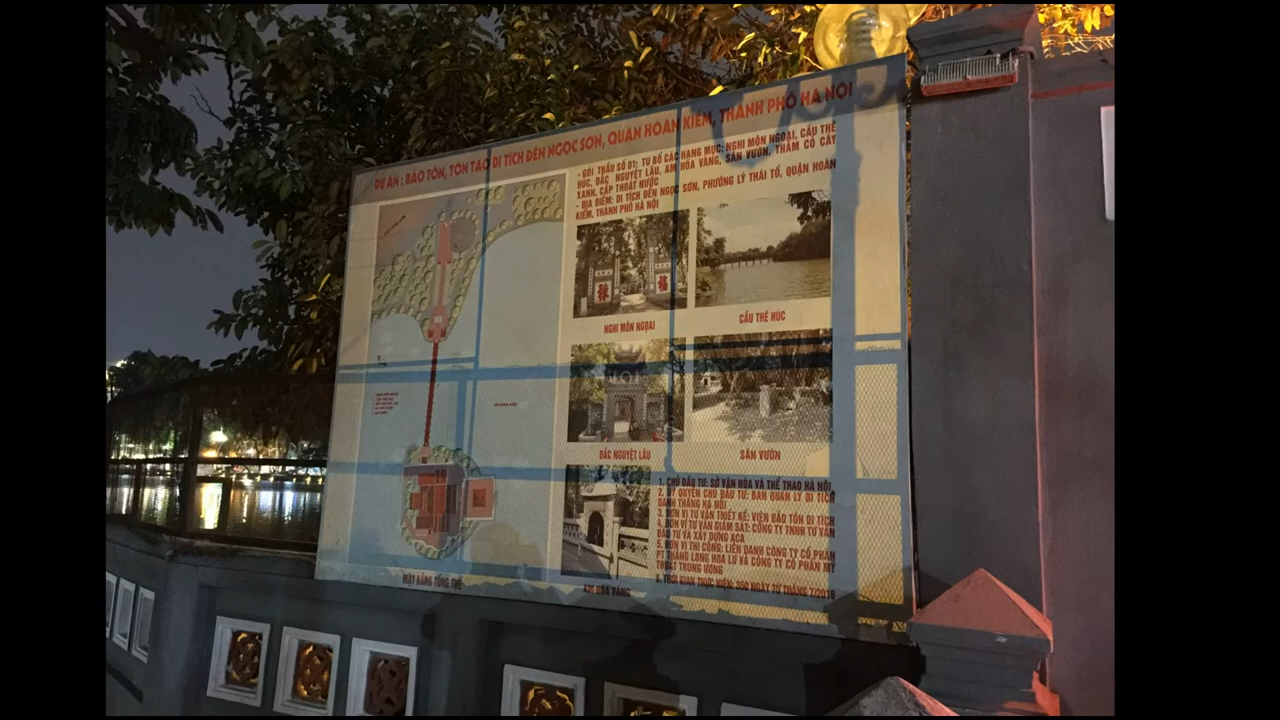 DỰ ÁN : BẢO TỒN, TÔN TẠO DI TÍCH ĐỀN NGỌC SƠN, QUẬN HOÀN KIẾM, THÀNH PHỐ HÀ NỘI
- GÓI THẦU SỐ 01: TU BỔ CÁC HẠNG MỤC: NGHI MÔN NGOẠI, CẦU THÊ
HÚC, ĐẮC NGUYỆT LÂU, AM HÓA VÀNG, SÂN VƯỜN, THẢM CỎ CÂY
XANH, CẤP THOÁT NƯỚC
- ĐỊA ĐIỂM: DI TÍCH ĐỀN NGỌC SƠN, PHƯỜNG LÝ THÁI TỔ, QUẬN HOÀN
KIẾM, THÀNH PHỐ HÀ NỘI
NGHI MÔN NGOẠI
CẦU THÊ HÚC
ĐẮC NGUYỆT LÂU
SÂN VƯỜN
1. CHỦ ĐẦU TƯ: SỞ VĂN HÓA VÀ THỂ THAO HÀ NỘI
2. ỦY QUYỀN CHỦ ĐẦU TƯ: BAN QUẢN LÝ DI TÍCH
DANH THẮNG HÀ NỘI
3. ĐƠN VỊ TƯ VẤN THIẾT KẾ: VIỆN BẢO TỒN DI TÍCH
4. ĐƠN VỊ TƯ VẤN GIÁM SÁT: CÔNG TY TNHH TƯ VẤN
ĐẦU TƯ VÀ XÂY DỰNG ACA
5. ĐƠN VỊ THI CÔNG: LIÊN DANH CÔNG TY CỔ PHẦN
PT THĂNG LONG HOA LƯ VÀ CÔNG TY CỔ PHẦN MỸ
THUẬT TRUNG ƯƠNG
6. THỜI GIAN THỰC HIỆN: 350 NGÀY TỪ THÁNG 7/2016
MẶT BẰNG TỔNG THỂ
AM HÓA VÀNG